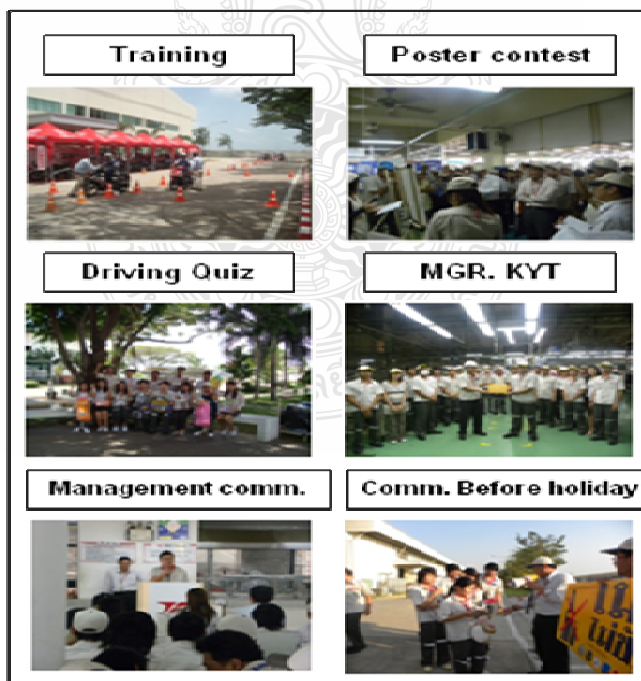 Training
Poster contest
Driving Quiz
MGR. KYT
Management comm.
Comm. Before holiday